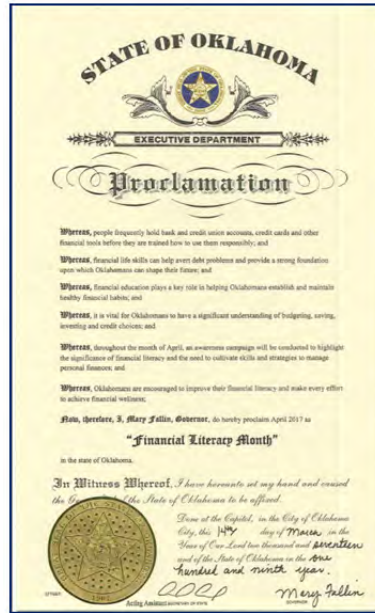 STATE OF OKLAHOMA
EXECUTIVE DEPARTMENT
Proclamation
Whereas, people frequently hold bank and credit union accounts, credit cards and other
financial tools before they are trained how to use them responsibly; and
Whereas, financial life skills can help avert debt problems and provide a strong foundation
upon which Oklahomans can shape their future; and
Whereas, financial education plays a key role in helping Oklahomans establish and maintain
healthy financial habits; and
Whereas, it is vital for Oklahomans to have a significant understanding of budgeting, saving,
investing and credit choices; and
Whereas, throughout the month of April, an awareness campaign will be conducted to highlight
the significance of financial literacy and the need to cultivate skills and strategies to manage
personal finances; and
Whereas, Oklahomans are encouraged to improve their financial literacy and make every effort
to achieve financial wellness;
Now, therefore, I, Mary Fallin, Governor, do hereby proclaim April 2017 as
"Financial Literacy Month"
in the state of Oklahoma.
In Witness Whereof, I have hereunto set my hand and caused
the of the State of Oklahoma to be affixed.
Done at the Capitol, in the City of Oklahoma
City, this 14th day of March in the
Year of Our Lord two thousand and seventeen
and of the State of Oklahoma in the one
hundred and ninth year.
Mary Fallin
Acting Assistant SECRETARY OF STATE
GOVERNOR
1907